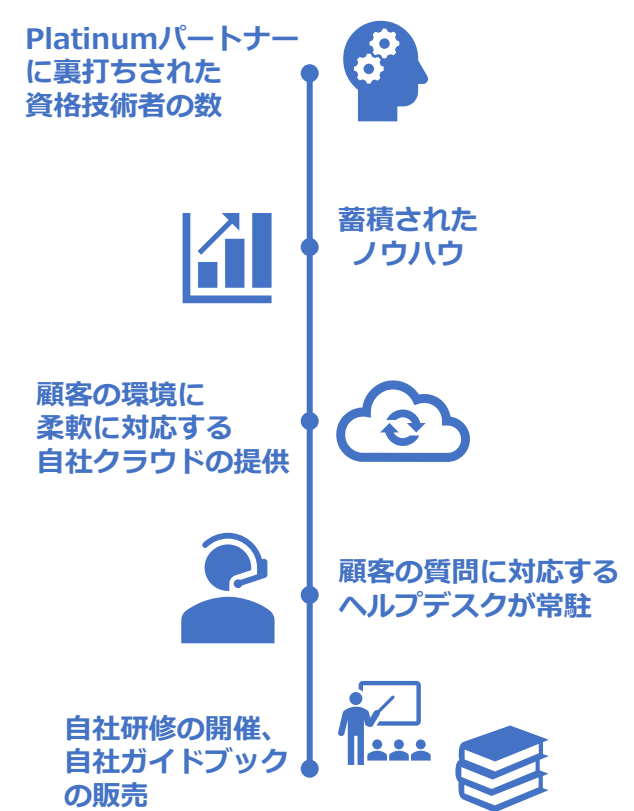 Platinumパートナー
に裏打ちされた
資格技術者の数
蓄積された
ノウハウ
顧客の環境に
柔軟に対応する
自社クラウドの提供
顧客の質問に対応する
ヘルプデスクが常駐
自社研修の開催、
自社ガイドブック
の販売